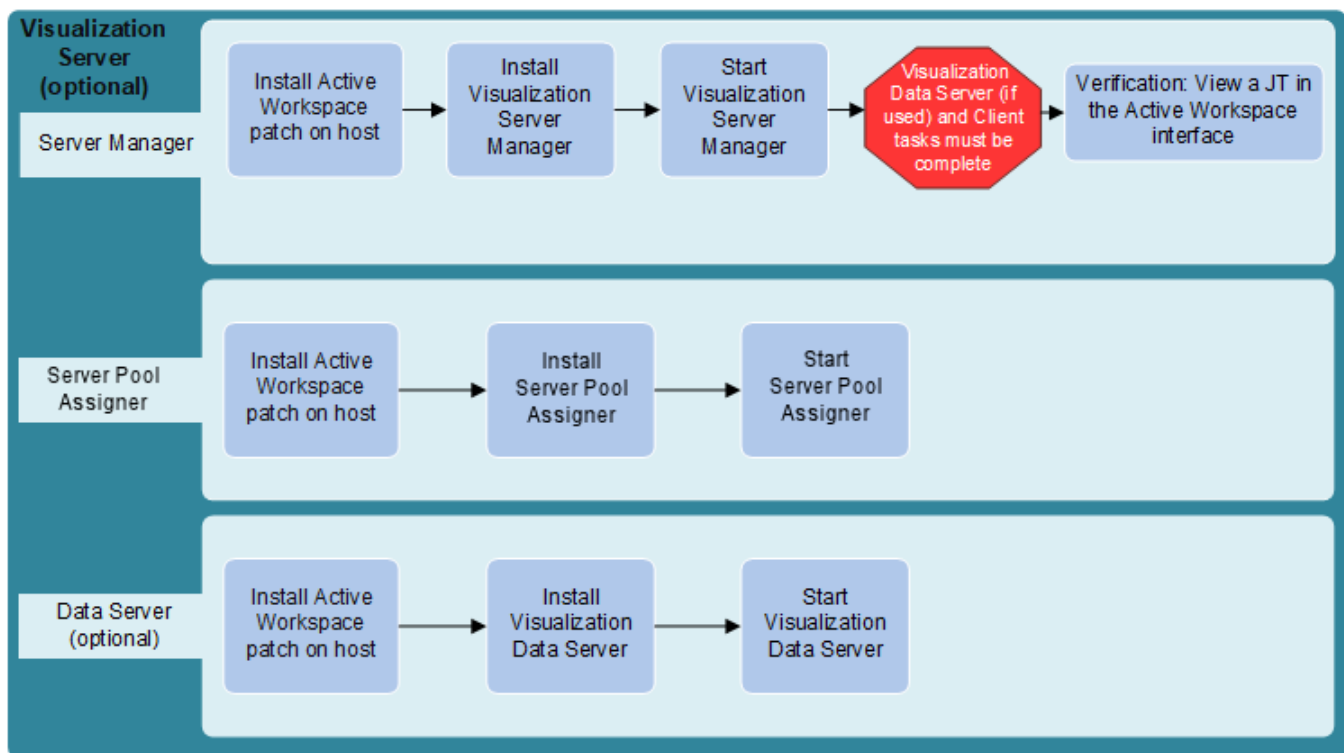 Visualization
Server
(optional)
Server Manager
Install Active
Workspace
patch on host
Install
Visualization
Server
Manager
Start
Visualization
Server
Manager
Visualization
Data Server (if
used) and Client
tasks must be
complete
Verification: View a JT in
the Active Workspace
interface
Server Pool
Assigner
Install Active
Workspace
patch on host
Install
Server Pool
Assigner
Start
Server Pool
Assigner
Data Server
(optional)
Install Active
Workspace
patch on host
Install
Visualization
Data Server
Start
Visualization
Data Server